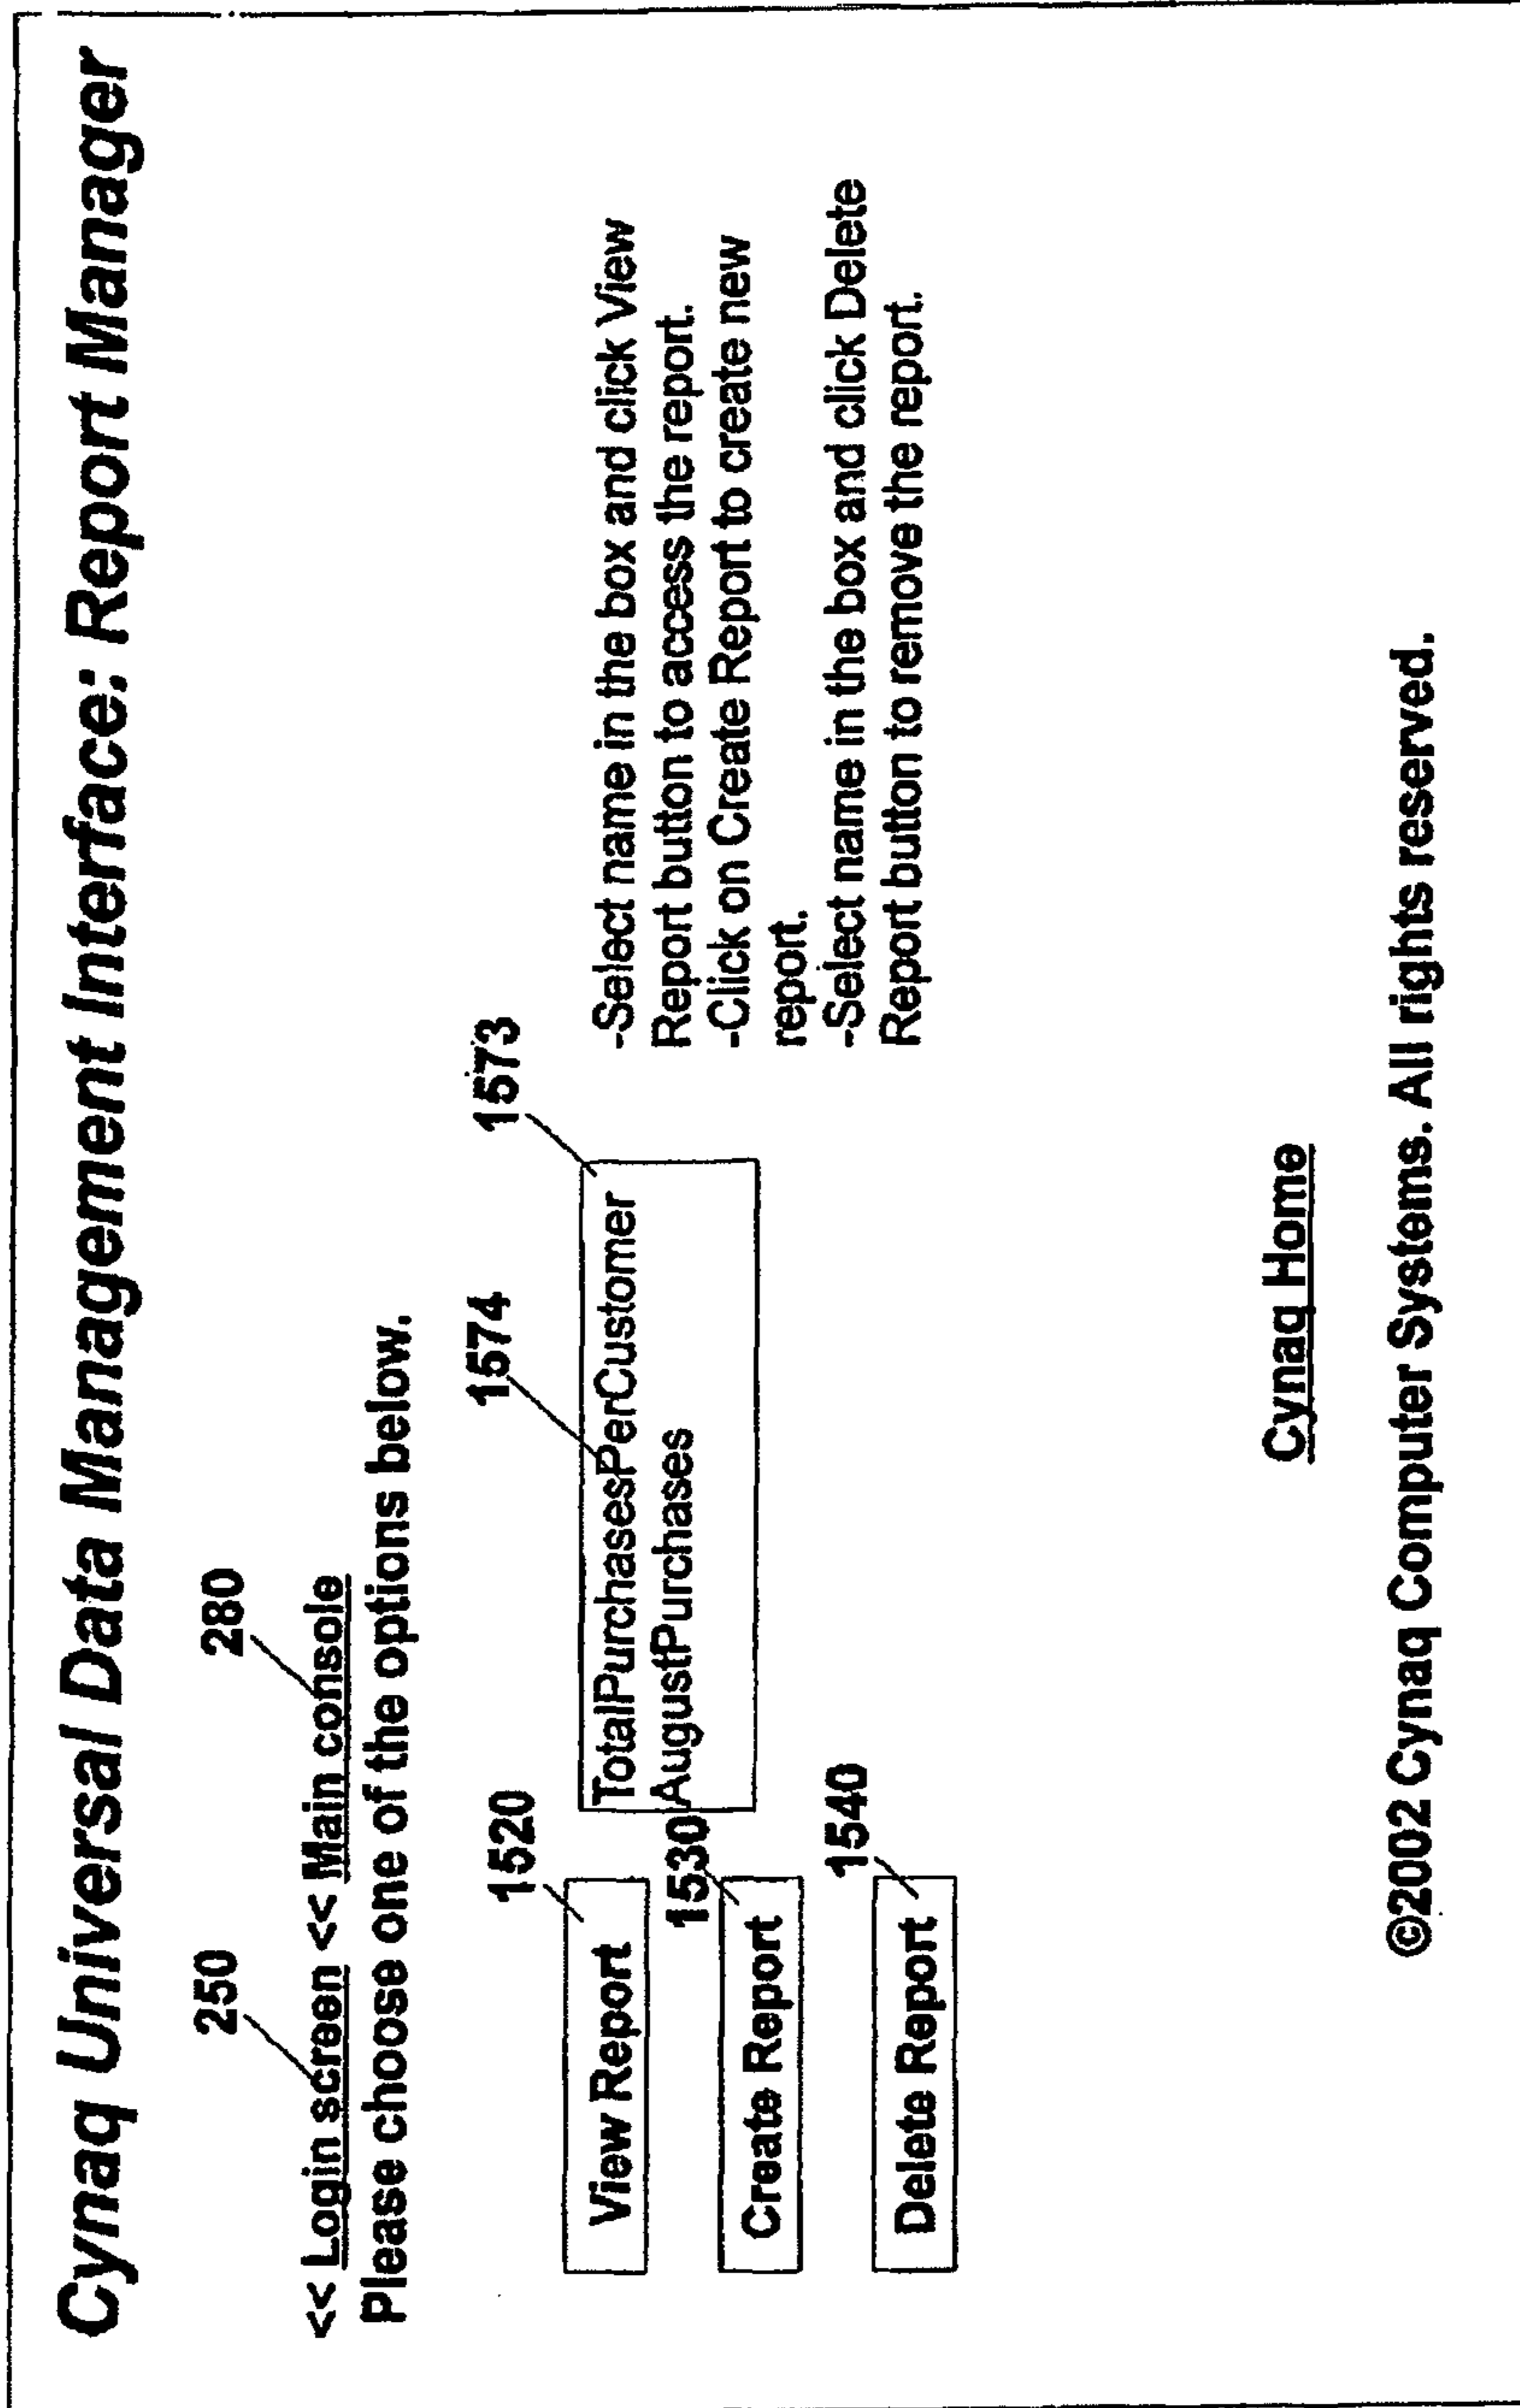 Cynaq Universal Data Management Interface: Report Manager
250
280
<< Login screen << Main console
Please choose one of the options below.
1520
1574
1573
View Report
TotalPurchasesPerCustomer
AugustPurchases
1530
Create Report
1540
Delete Report
-Select name in the box and click View
Report button to access the report.
-Click on Create Report to create new
report.
-Select name in the box and click Delete
Report button to remove the report.
Cynaq Home
©2002 Cynaq Computer Systems. All rights reserved.